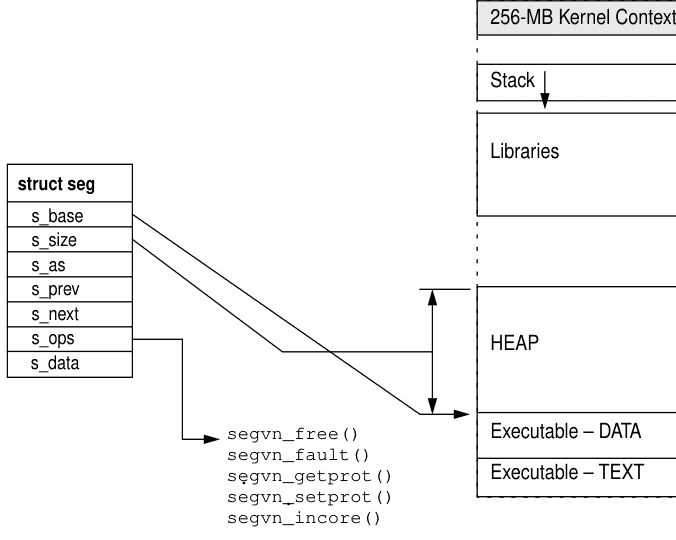 256-MB Kernel Context
Stack
Libraries
struct seg
s_base
s_size
s_as
s_prev
s_next
s_ops
s_data
HEAP
Executable – DATA
Executable – TEXT
segvn_free()
segvn_fault()
segvn_getprot()
segvn_setprot()
segvn_incore()